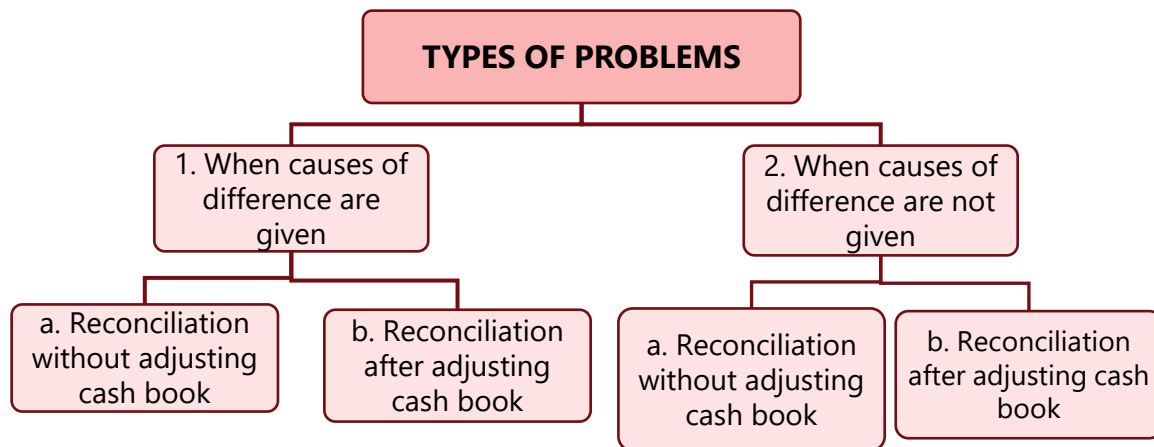 TYPES OF PROBLEMS
1. When causes of
difference are
given
2. When causes of
difference are not
given
a. Reconciliation
without adjusting
cash book
b. Reconciliation
after adjusting
cash book
a. Reconciliation
without adjusting
cash book
b. Reconciliation
after adjusting cash
book